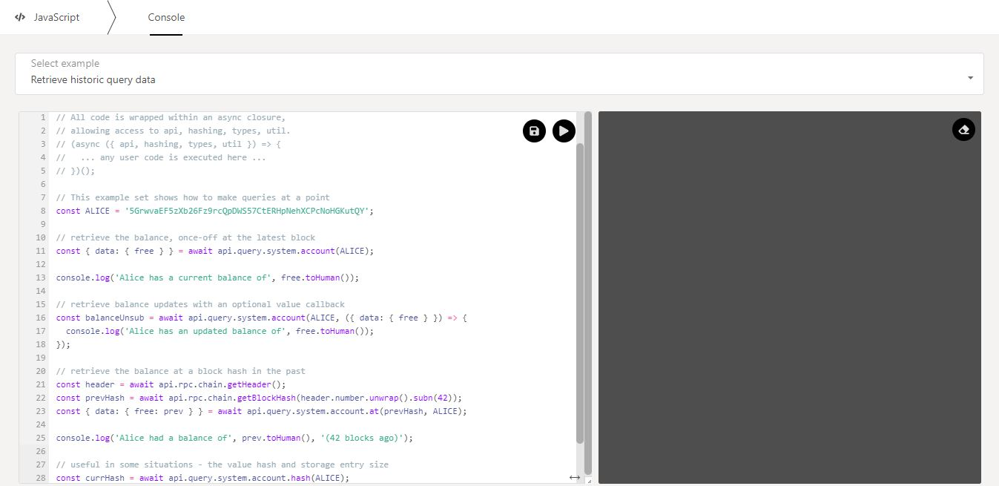 JavaScript
Console
Select example
Retrieve historic query data
1 // All code is wrapped within an async closure,
2 // allowing access to api, hashing, types, util.
3 // (async ({ api, hashing, types, util }) => {
4 //   ... any user code is executed here ...
5 // })();
6
7 // This example set shows how to make queries at a point
8 const ALICE = '5GrwvaEF5zXb26Fz9rcQpDWS57CtERHpNehXCPcNoHGKutQY';
9
10 // retrieve the balance, once-off at the latest block
11 const { data: { free } } = await api.query.system.account(ALICE);
12
13 console.log('Alice has a current balance of', free.toHuman());
14
15 // retrieve balance updates with an optional value callback
16 const balanceUnsub = await api.query.system.account(ALICE, ({ data: { free } }) => {
17   console.log('Alice has an updated balance of', free.toHuman());
18 });
19
20 // retrieve the balance at a block hash in the past
21 const header = await api.rpc.chain.getHeader();
22 const prevHash = await api.rpc.chain.getBlockHash(header.number.unwrap().subn(42));
23 const { data: { free: prev } } = await api.query.system.account.at(prevHash, ALICE);
24
25 console.log('Alice had a balance of', prev.toHuman(), '(42 blocks ago)');
26
27 // useful in some situations - the value hash and storage entry size
28 const currHash = await api.query.system.account.hash(ALICE);